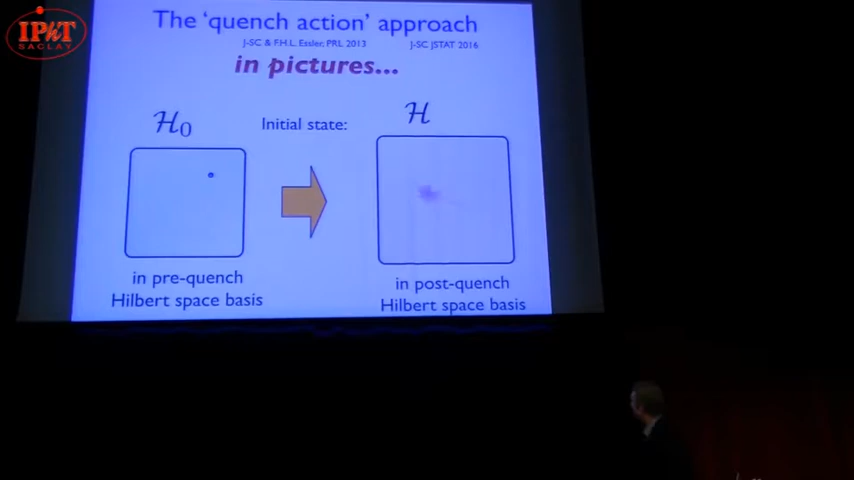 IPhT
SACLAY
The 'quench action' approach
J-SC & F.H.L. Essler, PRL 2013 J-SC JSTAT 2016
in pictures...
H0 Initial state: H
in pre-quench
Hilbert space basis
in post-quench
Hilbert space basis